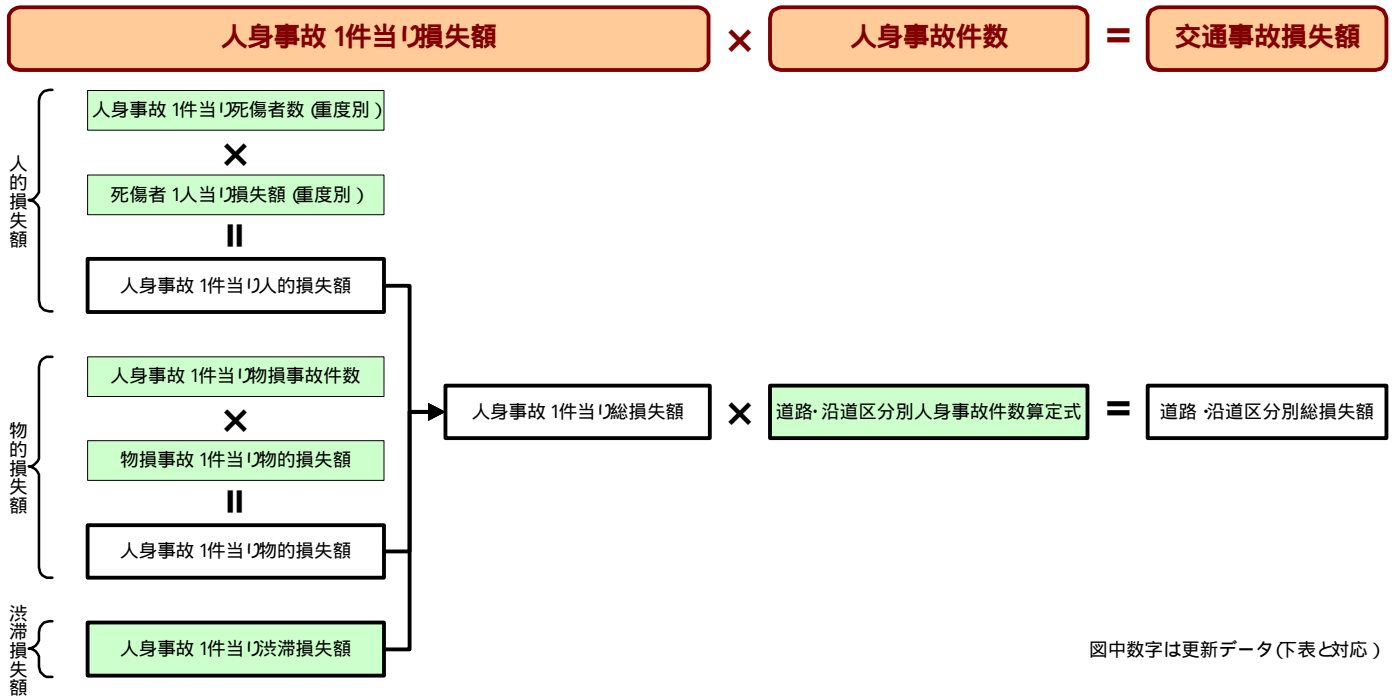 人身事故 1件当り損失額 × 人身事故件数 = 交通事故損失額
人的損失額
人身事故 1件当り死傷者数 (重度別)
×
死傷者 1人当り損失額 (重度別)
=
人身事故 1件当り人的損失額
物的損失額
人身事故 1件当り物損事故件数
×
物損事故 1件当り物的損失額
=
人身事故 1件当り物的損失額
渋滞損失額
人身事故 1件当り渋滞損失額
人身事故 1件当り総損失額 × 道路・沿道区分別人身事故件数算定式 = 道路・沿道区分別総損失額
図中数字は更新データ(下表と対応)